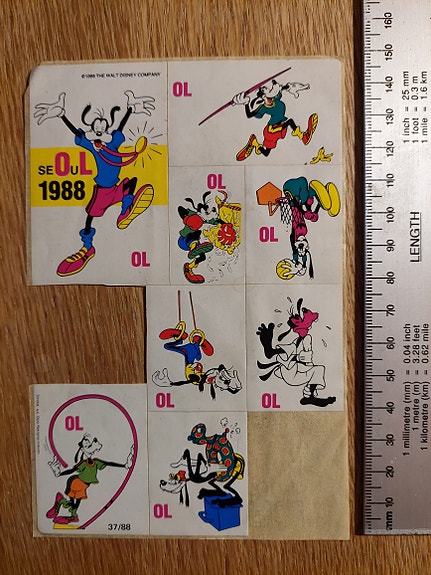 ©1988 THE WALT DISNEY COMPANY
SEOUL
1988
OL
OL
OL
OL
OL
OL
OL
OL
37/88
mm 10 20 30 40 50 60 70 80 90 100 110 120 130 140 150 160
LENGTH
1 millimetre (mm) = 0.04 inch
1 metre (m) = 3.28 feet
1 kilometre (km) = 0.62 mile
1 inch = 25 mm
1 foot = 0.3 m
1 mile = 1.6 km